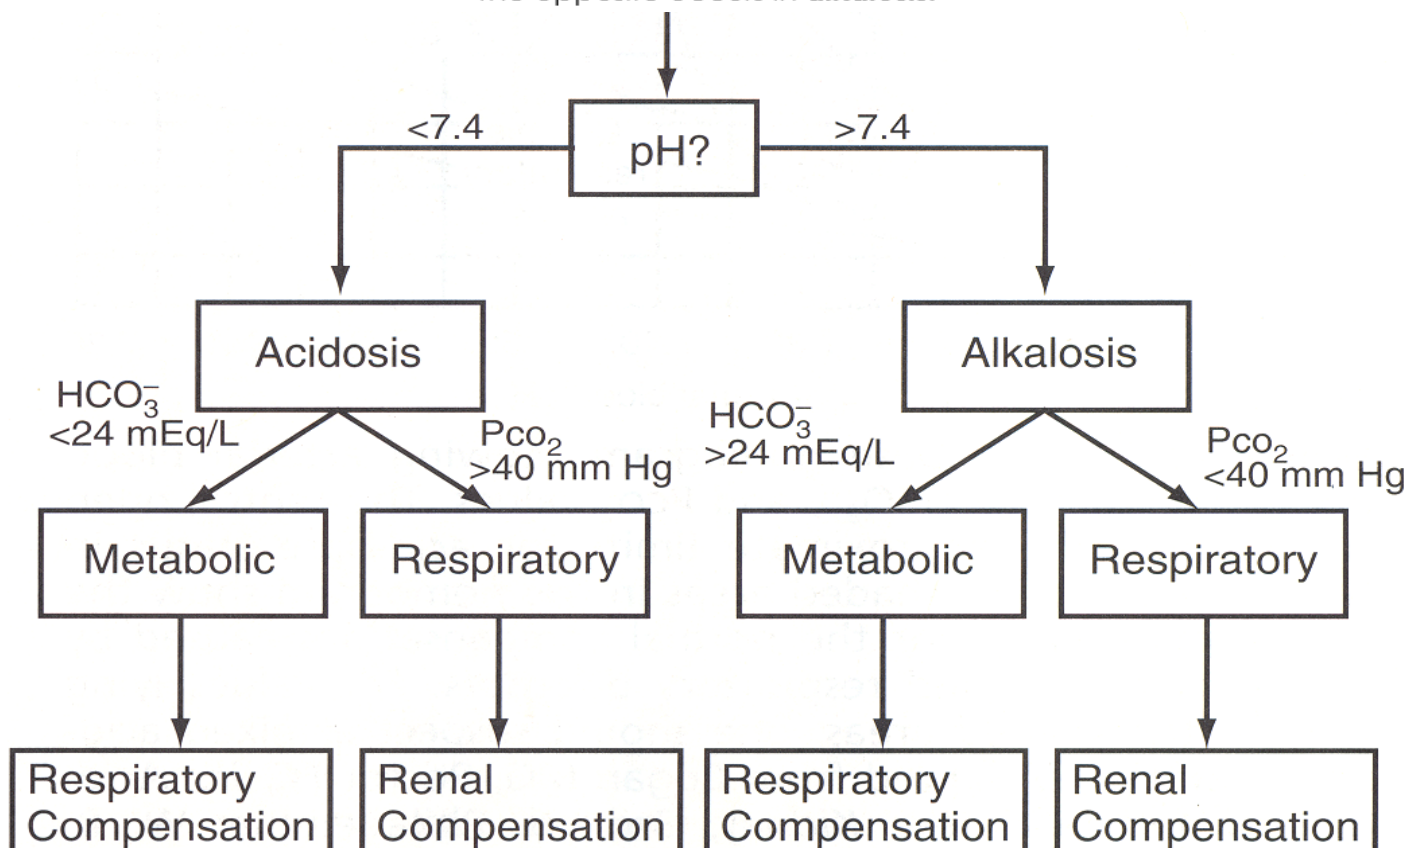 <7.4
>7.4
pH?
Acidosis
Alkalosis
HCO₃⁻
<24 mEq/L
Pco₂
>40 mm Hg
HCO₃⁻
>24 mEq/L
Pco₂
<40 mm Hg
Metabolic
Respiratory
Metabolic
Respiratory
Respiratory
Compensation
Renal
Compensation
Respiratory
Compensation
Renal
Compensation